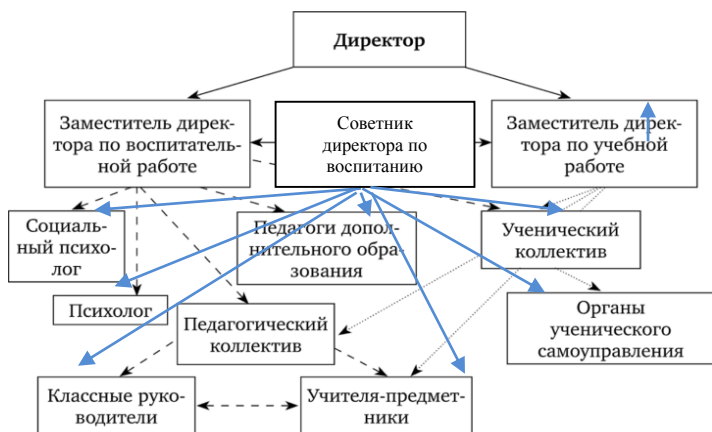 Директор
Заместитель дирек-
тора по воспитатель-
ной работе
Советник
директора по
воспитанию
Заместитель дирек-
тора по учебной
работе
Социаль-
ный психо-
лог
Педагоги допол-
нительного обра-
зования
Ученический
коллектив
Психолог
Педагогический
коллектив
Органы
ученического
самоуправления
Классные руко-
водители
Учителя-предмет-
ники